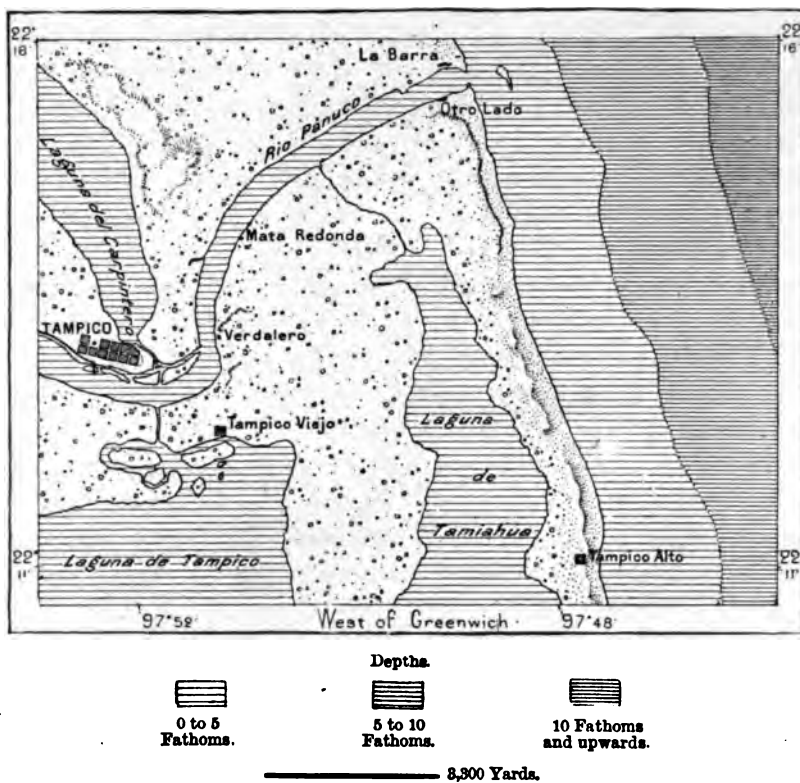 22°
18'
22°
16'
La Barra
Rio Pánuco
Otro Lado
Laguna del Carpintero
Mata Redonda
TAMPICO
Verdalero
Tampico Viejo
Laguna
de
Tamiahua
Laguna de Tampico
Tampico Alto
22°
11'
22°
11'
97°52'
West of Greenwich
97°48'
Depths.
0 to 5
Fathoms.
5 to 10
Fathoms.
10 Fathoms
and upwards.
3,300 Yards.